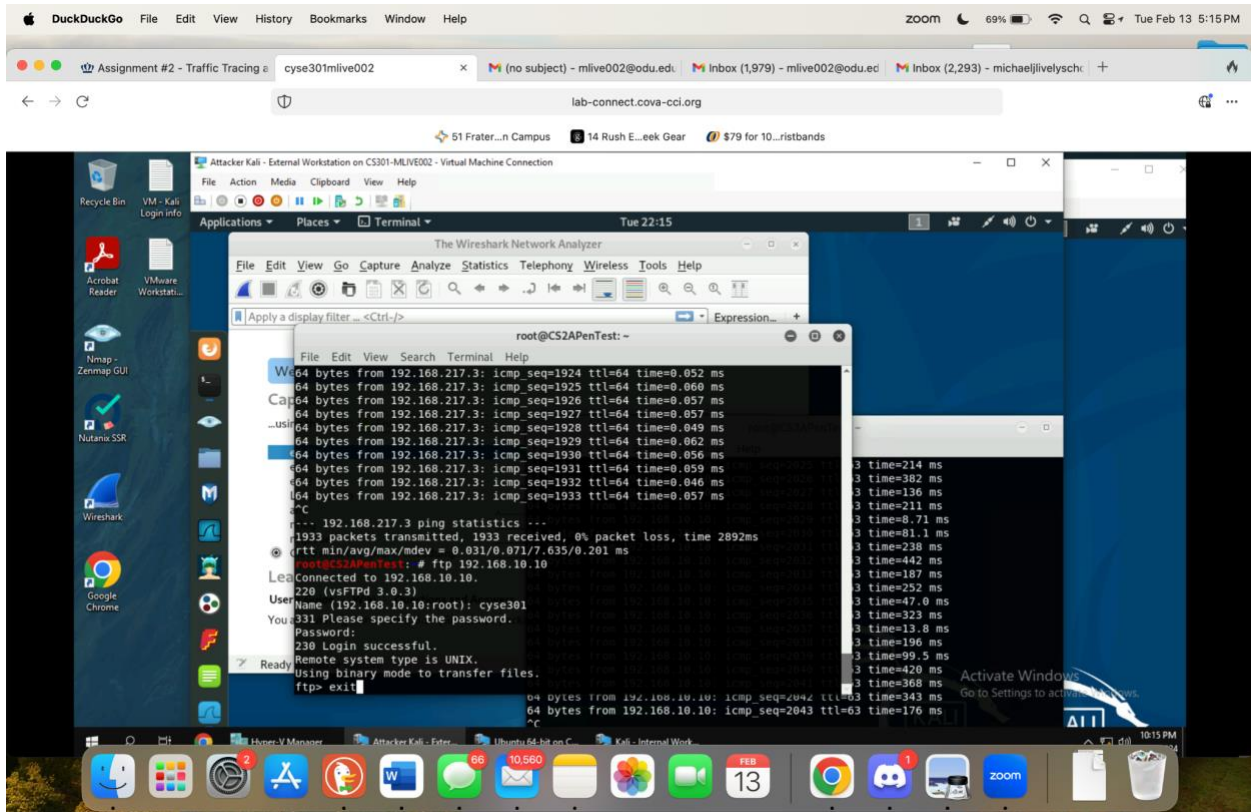 DuckDuckGo File Edit View History Bookmarks Window Help
zoom 69% Tue Feb 13 5:15 PM
Assignment #2 - Traffic Tracing a
cyse301mlive002
(no subject) - mlive002@odu.edu
Inbox (1,979) - mlive002@odu.ed
Inbox (2,293) - michaeljlivelysch
lab-connect.cova-cci.org
51 Frater...n Campus 14 Rush E...eek Gear $79 for 10...ristbands
Attacker Kali - External Workstation on CS301-MLIVE002 - Virtual Machine Connection
File Action Media Clipboard View Help
Recycle Bin
VM - Kali Login info
Applications Places Terminal Tue 22:15 1
The Wireshark Network Analyzer
File Edit View Go Capture Analyze Statistics Telephony Wireless Tools Help
Acrobat Reader
VMware Workstati...
Apply a display filter ... <Ctrl-/> Expression... +
root@CS2APenTest: ~
File Edit View Search Terminal Help
64 bytes from 192.168.217.3: icmp_seq=1924 ttl=64 time=0.052 ms
64 bytes from 192.168.217.3: icmp_seq=1925 ttl=64 time=0.060 ms
64 bytes from 192.168.217.3: icmp_seq=1926 ttl=64 time=0.057 ms
64 bytes from 192.168.217.3: icmp_seq=1927 ttl=64 time=0.057 ms
64 bytes from 192.168.217.3: icmp_seq=1928 ttl=64 time=0.049 ms
64 bytes from 192.168.217.3: icmp_seq=1929 ttl=64 time=0.062 ms
64 bytes from 192.168.217.3: icmp_seq=1930 ttl=64 time=0.056 ms
64 bytes from 192.168.217.3: icmp_seq=1931 ttl=64 time=0.059 ms
64 bytes from 192.168.217.3: icmp_seq=1932 ttl=64 time=0.046 ms
64 bytes from 192.168.217.3: icmp_seq=1933 ttl=64 time=0.057 ms
^C
--- 192.168.217.3 ping statistics ---
1933 packets transmitted, 1933 received, 0% packet loss, time 2892ms
rtt min/avg/max/mdev = 0.031/0.071/7.635/0.201 ms
root@CS2APenTest:~# ftp 192.168.10.10
Connected to 192.168.10.10.
220 (vsFTPd 3.0.3)
Name (192.168.10.10:root): cyse301
331 Please specify the password.
Password:
230 Login successful.
Remote system type is UNIX.
Using binary mode to transfer files.
ftp> exit
We
Cap
...usin
Lea
User
You a
Ready
3 time=214 ms
3 time=382 ms
3 time=136 ms
3 time=211 ms
3 time=8.71 ms
3 time=81.1 ms
3 time=238 ms
3 time=442 ms
3 time=187 ms
3 time=252 ms
3 time=47.0 ms
3 time=323 ms
3 time=13.8 ms
3 time=196 ms
3 time=99.5 ms
3 time=420 ms
3 time=368 ms
64 bytes from 192.168.10.10: icmp_seq=2042 ttl=63 time=343 ms
64 bytes from 192.168.10.10: icmp_seq=2043 ttl=63 time=176 ms
^C
Nmap - Zenmap GUI
Nutanix SSR
Wireshark
Google Chrome
Activate Windows
Go to Settings to activate Windows.
KALI
ALI
Hyper-V Manager
Attacker Kali - Exter...
Ubuntu 64-bit on C...
Kali - Internal Work...
10:15 PM
2
66
10,560
FEB
13
1
zoom